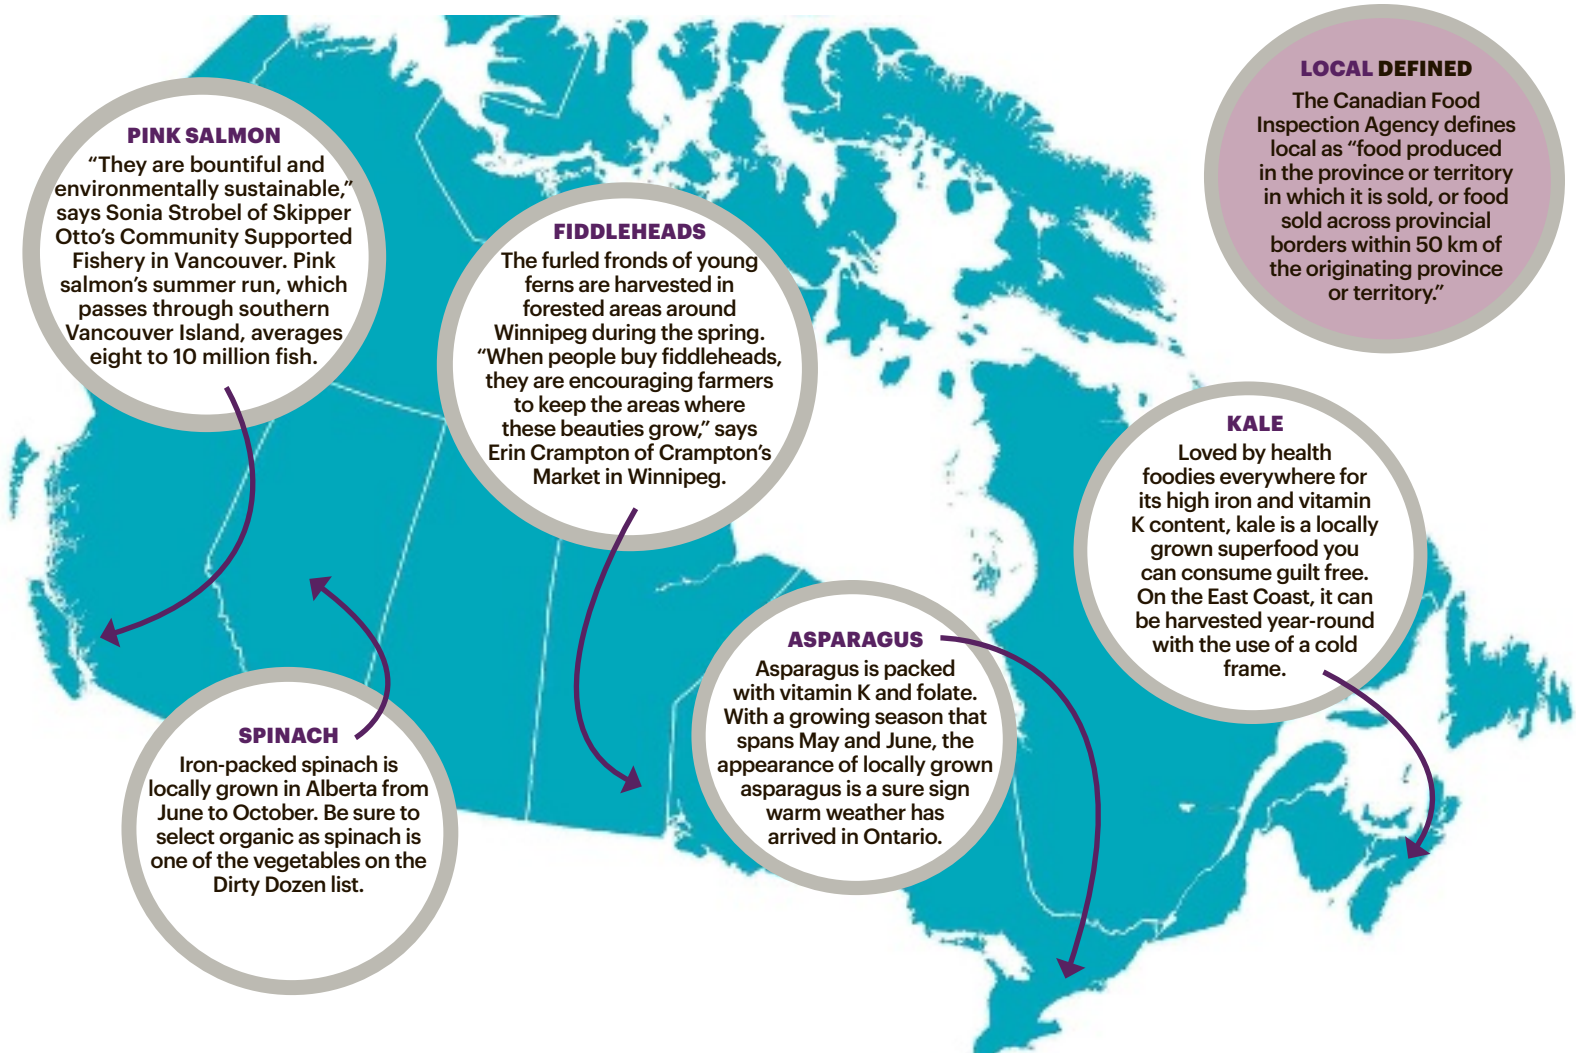 PINK SALMON
“They are bountiful and
environmentally sustainable,”
says Sonia Strobel of Skipper
Otto’s Community Supported
Fishery in Vancouver. Pink
salmon’s summer run, which
passes through southern
Vancouver Island, averages
eight to 10 million fish.
FIDDLEHEADS
The furled fronds of young
ferns are harvested in
forested areas around
Winnipeg during the spring.
“When people buy fiddleheads,
they are encouraging farmers
to keep the areas where
these beauties grow,” says
Erin Crampton of Crampton’s
Market in Winnipeg.
LOCAL DEFINED
The Canadian Food
Inspection Agency defines
local as “food produced
in the province or territory
in which it is sold, or food
sold across provincial
borders within 50 km of
the originating province
or territory.”
KALE
Loved by health
foodies everywhere for
its high iron and vitamin
K content, kale is a locally
grown superfood you
can consume guilt free.
On the East Coast, it can
be harvested year-round
with the use of a cold
frame.
SPINACH
Iron-packed spinach is
locally grown in Alberta from
June to October. Be sure to
select organic as spinach is
one of the vegetables on the
Dirty Dozen list.
ASPARAGUS
Asparagus is packed
with vitamin K and folate.
With a growing season that
spans May and June, the
appearance of locally grown
asparagus is a sure sign
warm weather has
arrived in Ontario.